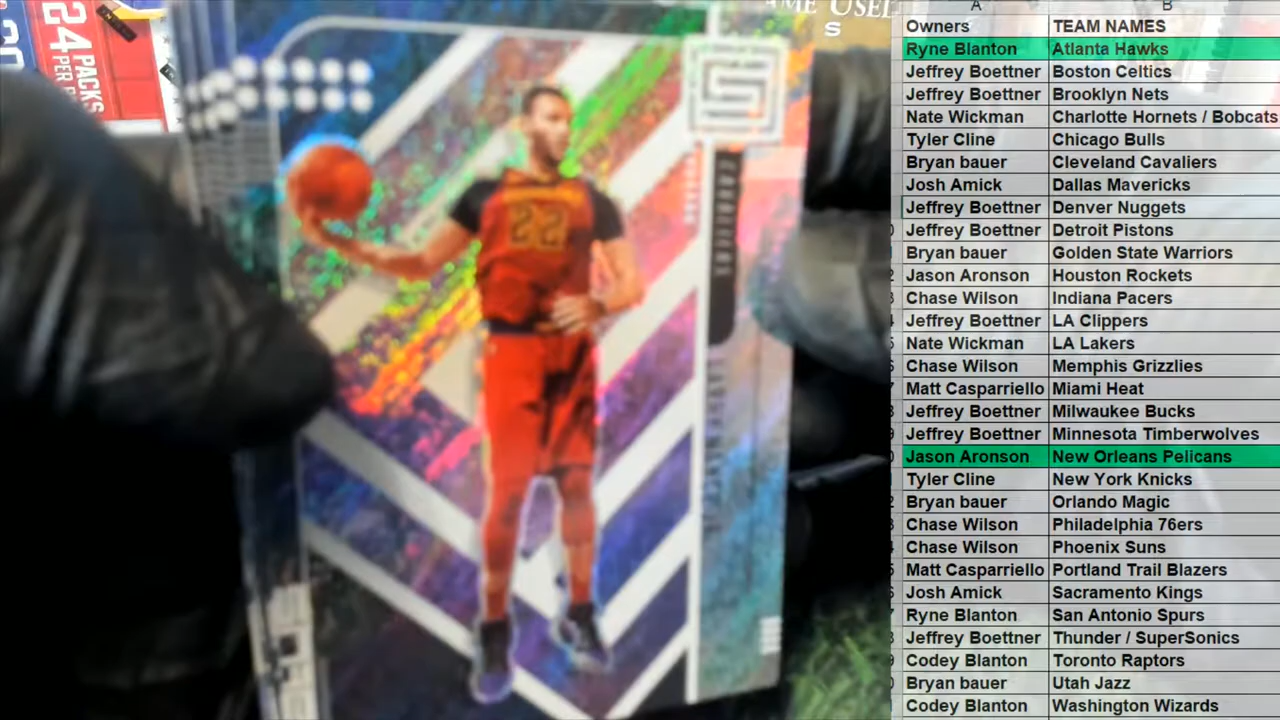 24 PACKS
PER
AME USED
S
22
CAVALIERS
A B
Owners TEAM NAMES
Ryne Blanton Atlanta Hawks
Jeffrey Boettner Boston Celtics
Jeffrey Boettner Brooklyn Nets
Nate Wickman Charlotte Hornets / Bobcats
Tyler Cline Chicago Bulls
Bryan bauer Cleveland Cavaliers
Josh Amick Dallas Mavericks
Jeffrey Boettner Denver Nuggets
Jeffrey Boettner Detroit Pistons
Bryan bauer Golden State Warriors
Jason Aronson Houston Rockets
Chase Wilson Indiana Pacers
Jeffrey Boettner LA Clippers
Nate Wickman LA Lakers
Chase Wilson Memphis Grizzlies
Matt Casparriello Miami Heat
Jeffrey Boettner Milwaukee Bucks
Jeffrey Boettner Minnesota Timberwolves
Jason Aronson New Orleans Pelicans
Tyler Cline New York Knicks
Bryan bauer Orlando Magic
Chase Wilson Philadelphia 76ers
Chase Wilson Phoenix Suns
Matt Casparriello Portland Trail Blazers
Josh Amick Sacramento Kings
Ryne Blanton San Antonio Spurs
Jeffrey Boettner Thunder / SuperSonics
Codey Blanton Toronto Raptors
Bryan bauer Utah Jazz
Codey Blanton Washington Wizards